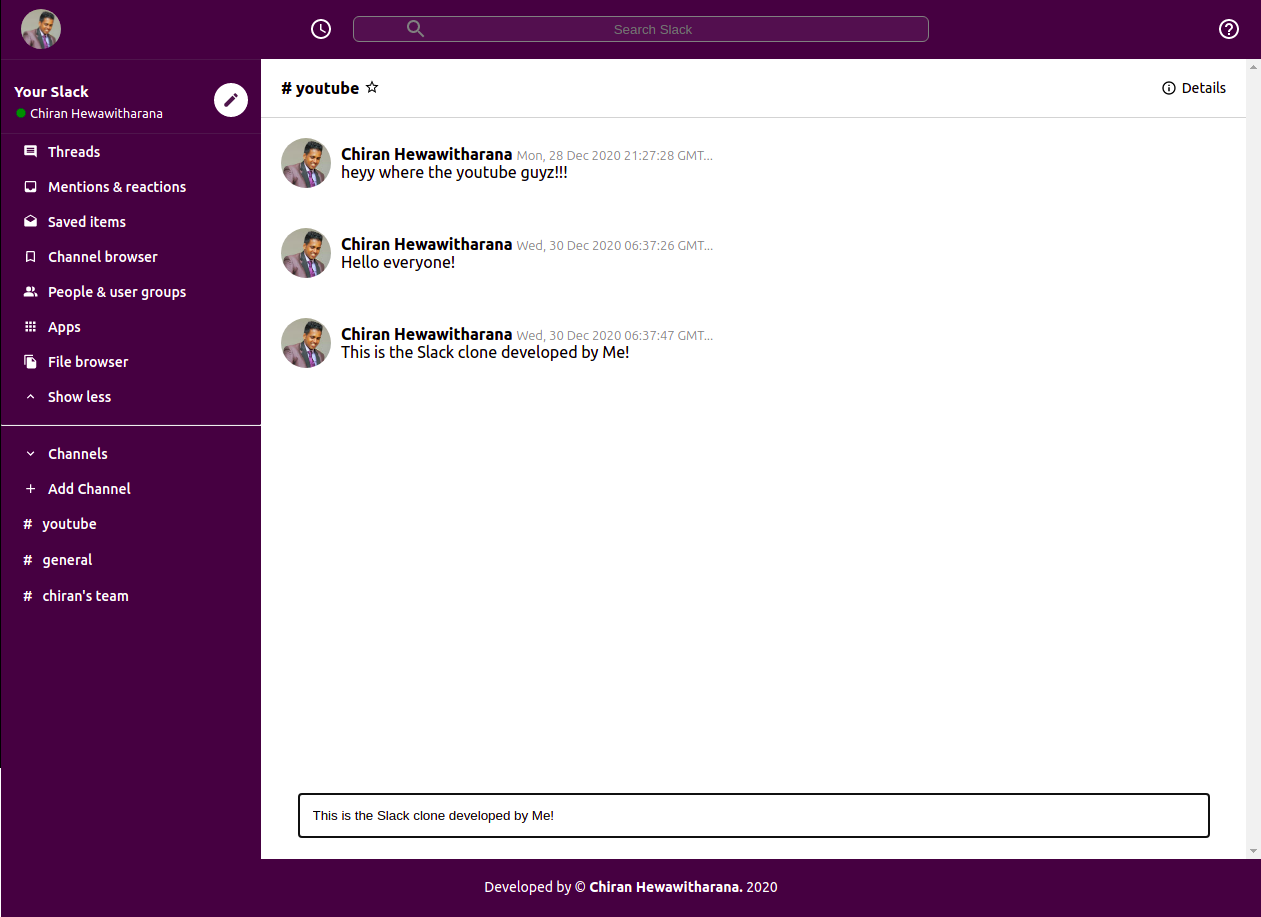 Search Slack
Your Slack
Chiran Hewawitharana
Threads
Mentions & reactions
Saved items
Channel browser
People & user groups
Apps
File browser
Show less
Channels
Add Channel
# youtube
# general
# chiran's team
# youtube
Details
Chiran Hewawitharana Mon, 28 Dec 2020 21:27:28 GMT...
heyy where the youtube guyz!!!
Chiran Hewawitharana Wed, 30 Dec 2020 06:37:26 GMT...
Hello everyone!
Chiran Hewawitharana Wed, 30 Dec 2020 06:37:47 GMT...
This is the Slack clone developed by Me!
This is the Slack clone developed by Me!
Developed by © Chiran Hewawitharana. 2020